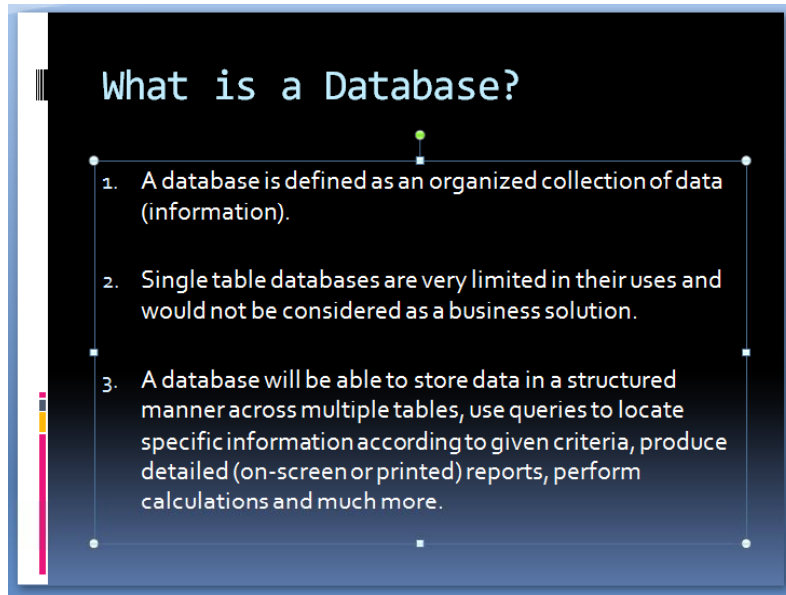 What is a Database?
1. A database is defined as an organized collection of data
(information).
2. Single table databases are very limited in their uses and
would not be considered as a business solution.
3. A database will be able to store data in a structured
manner across multiple tables, use queries to locate
specific information according to given criteria, produce
detailed (on-screen or printed) reports, perform
calculations and much more.